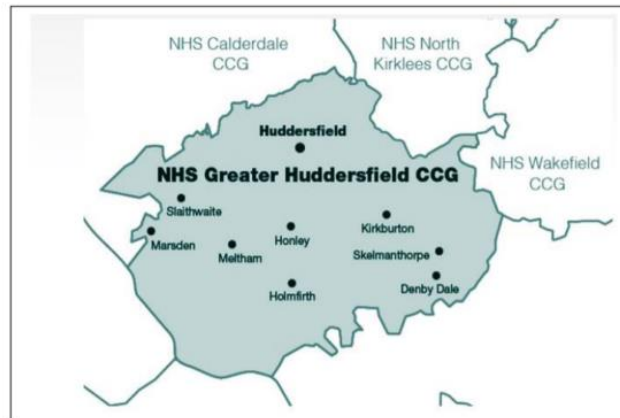 NHS Calderdale
CCG
NHS North
Kirklees CCG
Huddersfield
NHS Wakefield
CCG
NHS Greater Huddersfield CCG
Slaithwaite
Marsden
Meltham
Honley
Kirkburton
Skelmanthorpe
Holmfirth
Denby Dale